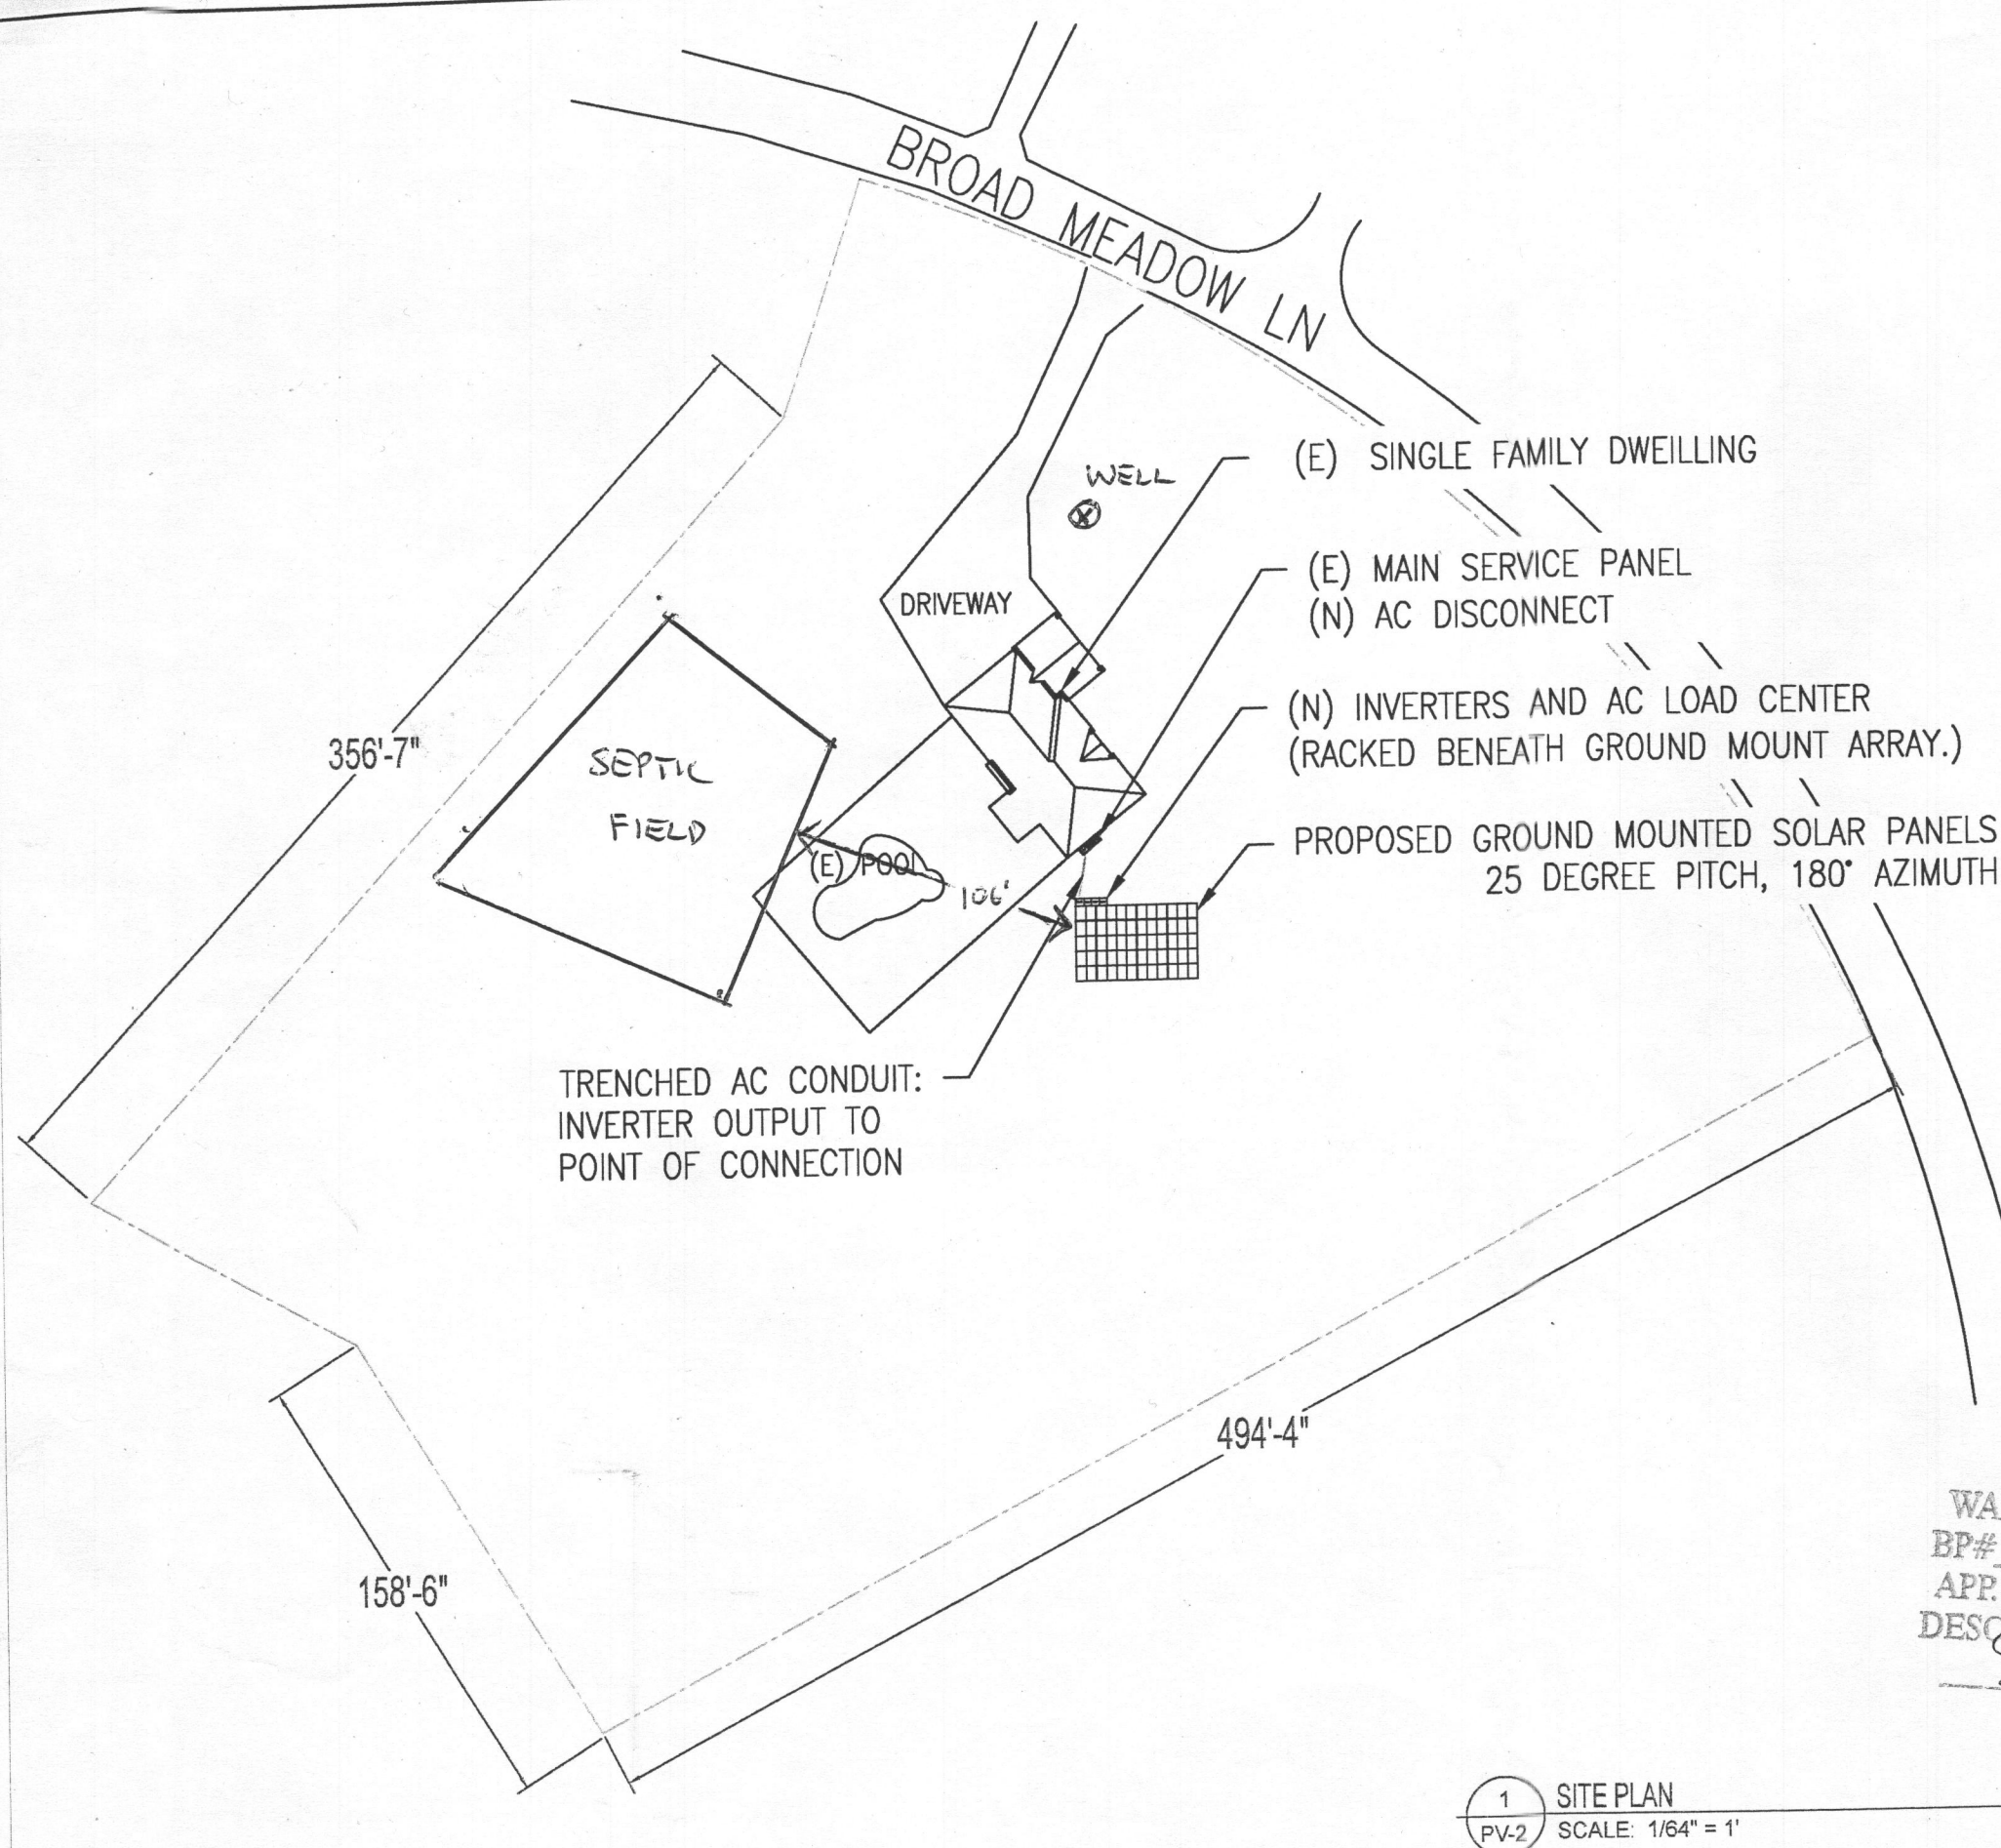 BROAD MEADOW LN
(E) SINGLE FAMILY DWEILLING
WELL
(E) MAIN SERVICE PANEL
(N) AC DISCONNECT
DRIVEWAY
(N) INVERTERS AND AC LOAD CENTER
(RACKED BENEATH GROUND MOUNT ARRAY.)
356'-7"
SEPTIC
FIELD
PROPOSED GROUND MOUNTED SOLAR PANELS
25 DEGREE PITCH, 180° AZIMUTH
(E) POOL
106'
TRENCHED AC CONDUIT:
INVERTER OUTPUT TO
POINT OF CONNECTION
494'-4"
158'-6"
WA
BP#
APP.
DESC
1
PV-2
SITE PLAN
SCALE: 1/64" = 1'